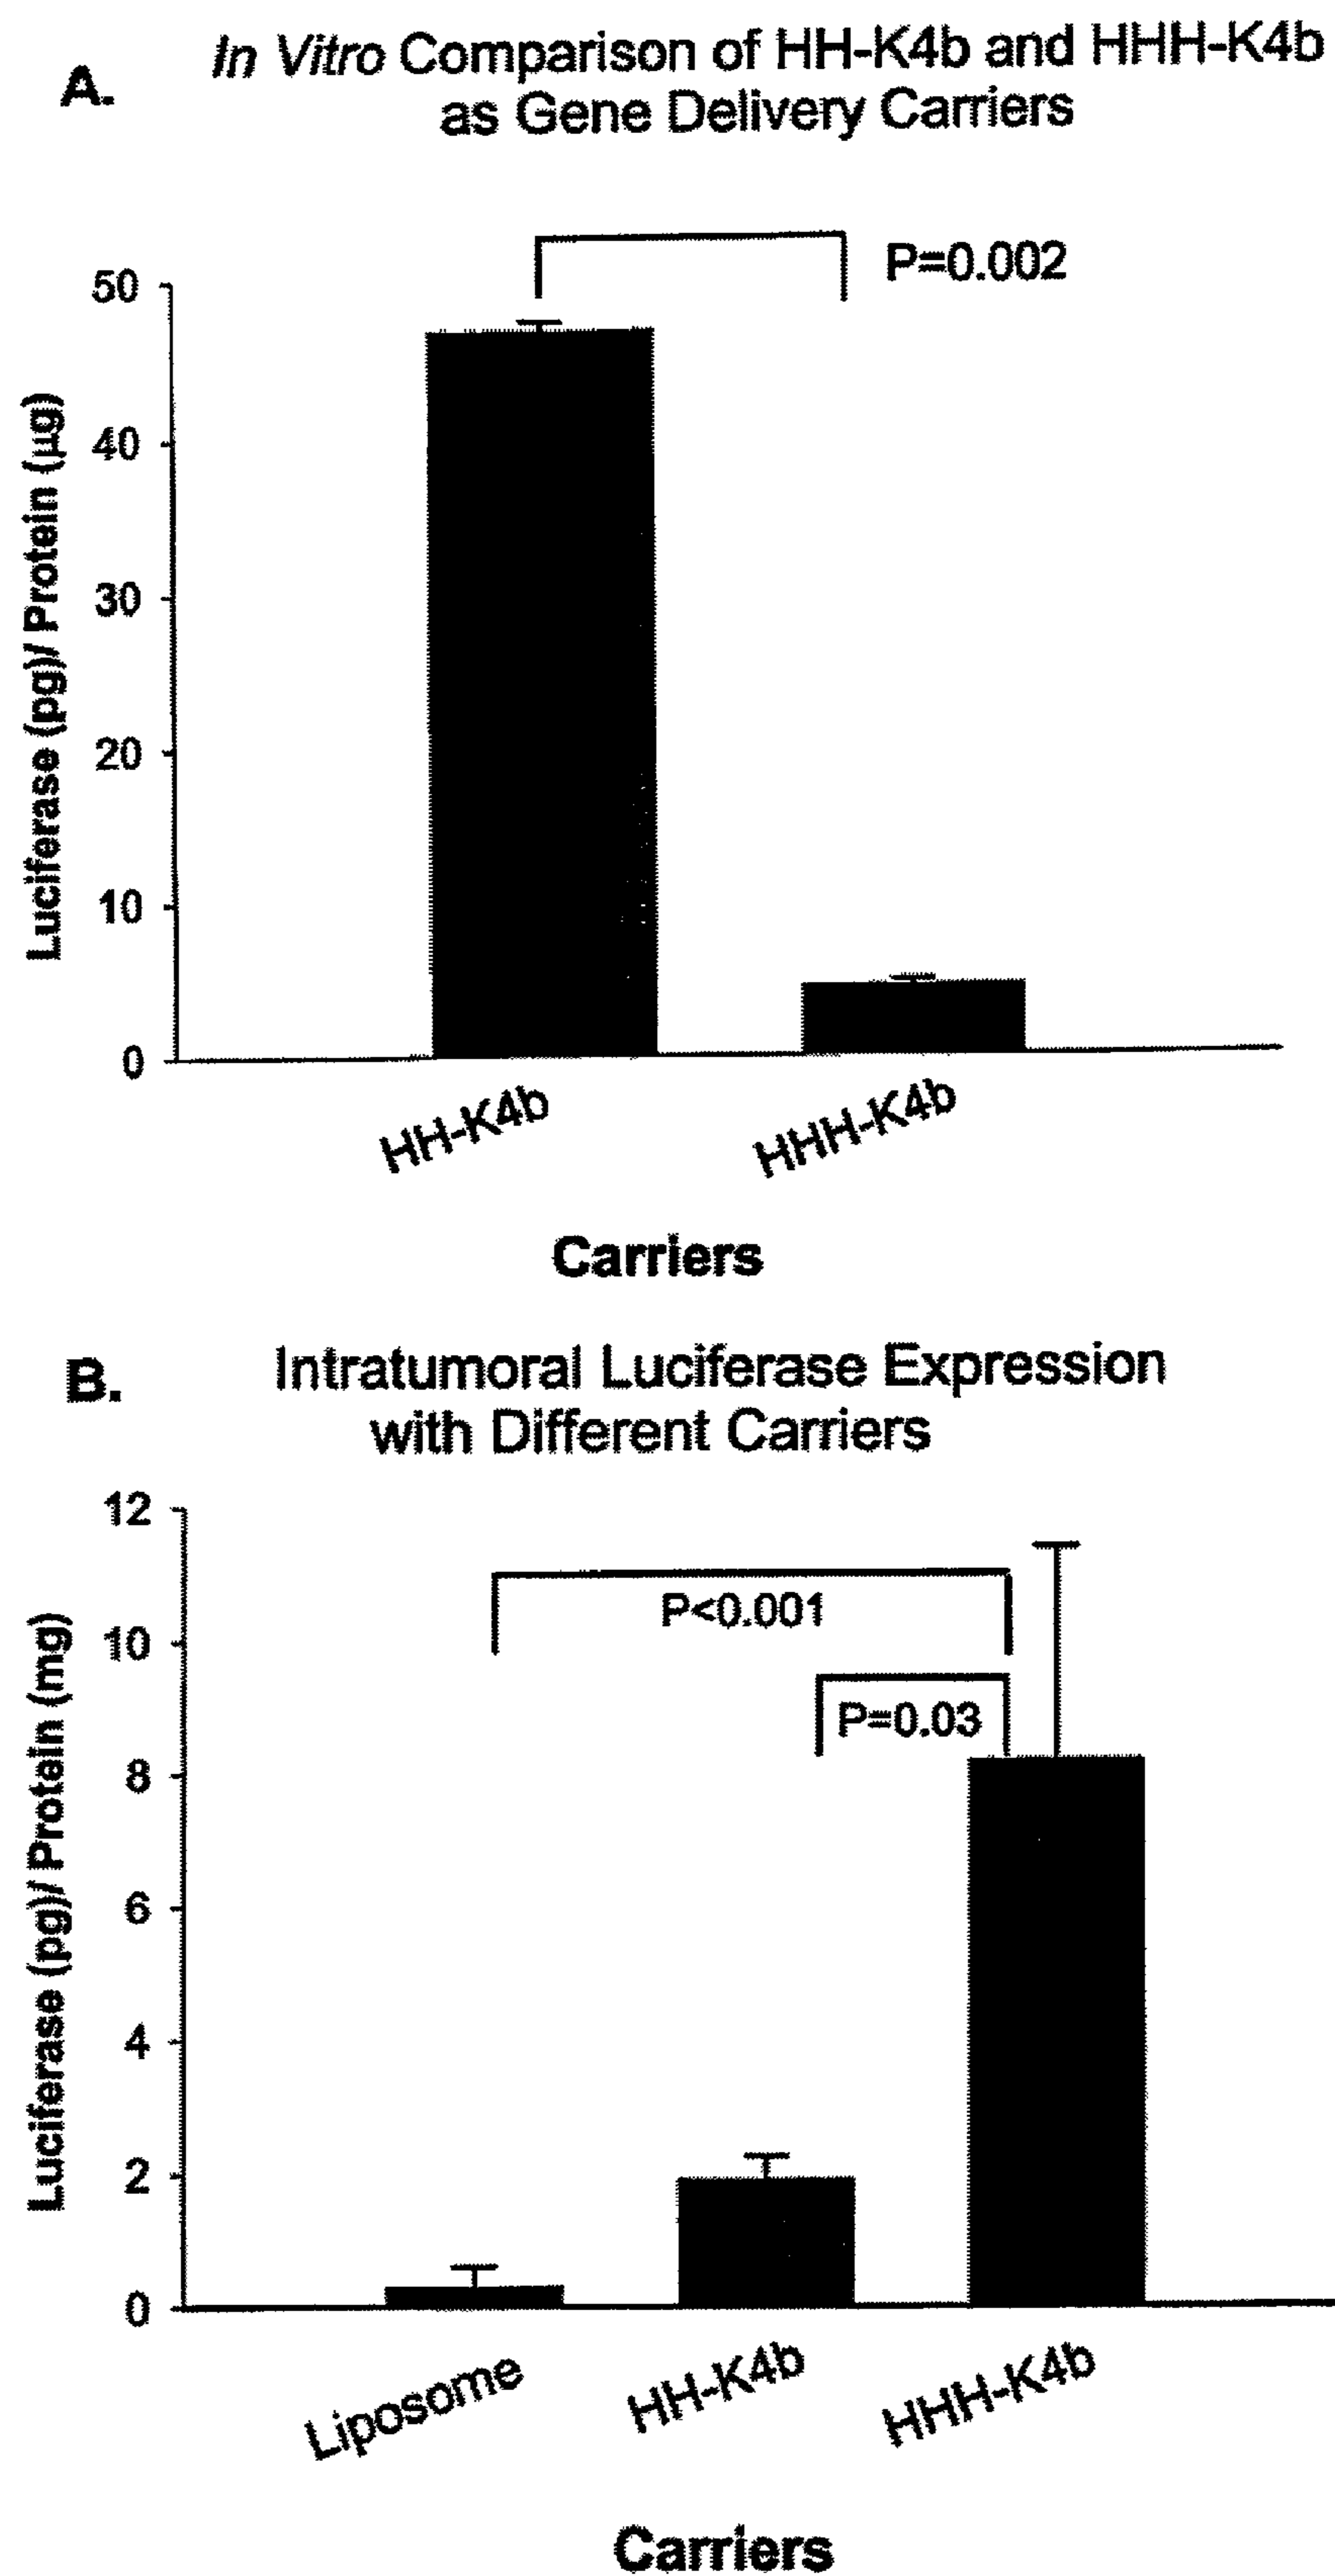 A.
In Vitro Comparison of HH-K4b and HHH-K4b
as Gene Delivery Carriers
P=0.002
50
40
30
20
10
0
Luciferase (pg)/ Protein (µg)
HH-K4b
HHH-K4b
Carriers
B.
Intratumoral Luciferase Expression
with Different Carriers
12
10
8
6
4
2
0
Luciferase (pg)/ Protein (mg)
P<0.001
P=0.03
Liposome
HH-K4b
HHH-K4b
Carriers